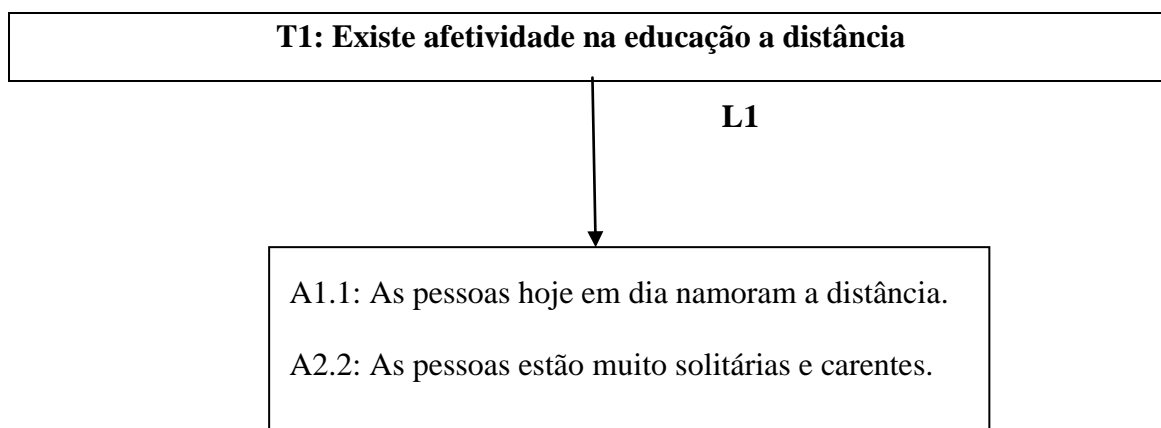 T1: Existe afetividade na educação a distância
L1
A1.1: As pessoas hoje em dia namoram a distância.
A2.2: As pessoas estão muito solitárias e carentes.